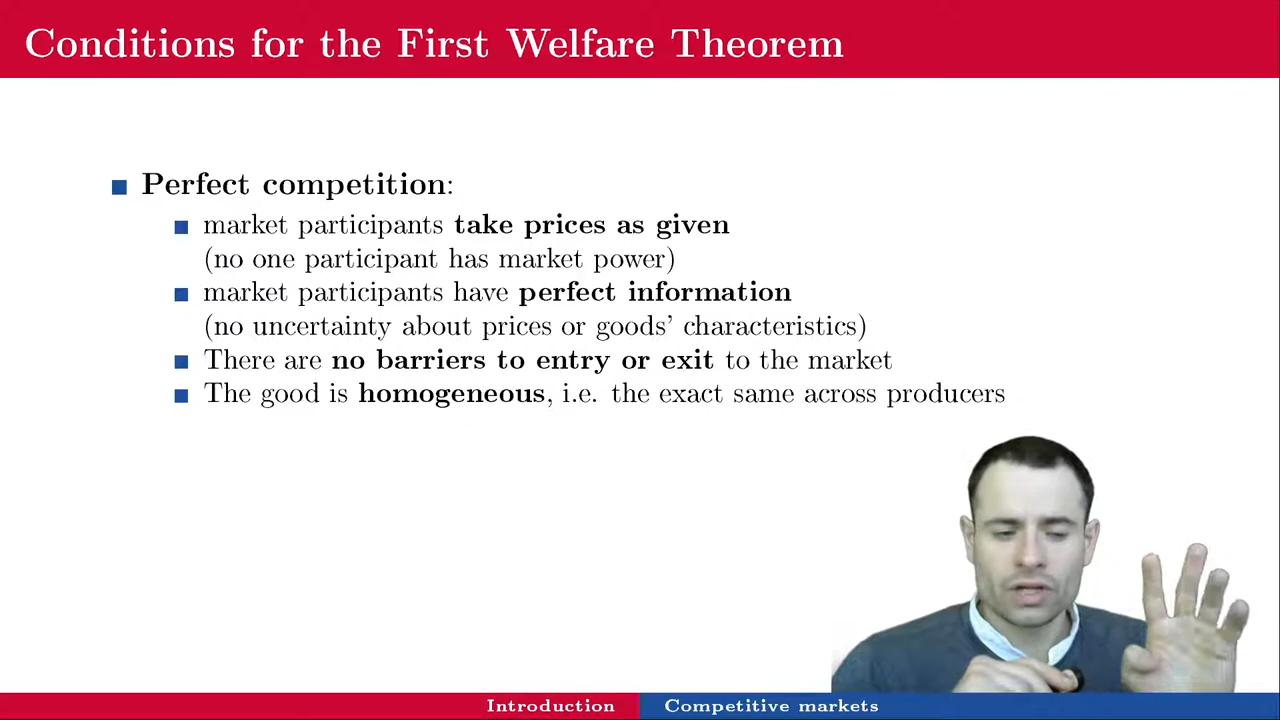 Conditions for the First Welfare Theorem
Perfect competition:
market participants take prices as given
(no one participant has market power)
market participants have perfect information
(no uncertainty about prices or goods' characteristics)
There are no barriers to entry or exit to the market
The good is homogeneous, i.e. the exact same across producers
Introduction
Competitive markets